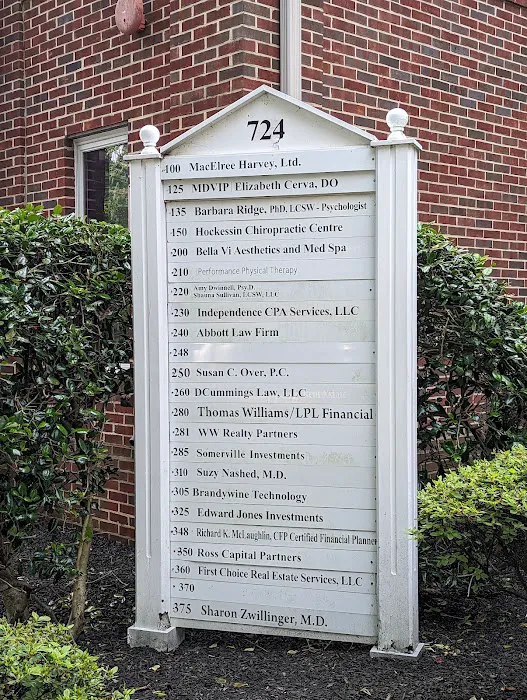 724
100 MacElree Harvey, Ltd.
125 MDVIP Elizabeth Cerva, DO
135 Barbara Ridge, PhD, LCSW - Psychologist
150 Hockessin Chiropractic Centre
200 Bella Vi Aesthetics and Med Spa
210 Performance Physical Therapy
220 Amy Dwinnell, Psy.D.
Shauna Sullivan, LCSW, LLC
230 Independence CPA Services, LLC
240 Abbott Law Firm
248
250 Susan C. Over, P.C.
260 DCummings Law, LLC
280 Thomas Williams/LPL Financial
281 WW Realty Partners
285 Somerville Investments
310 Suzy Nashed, M.D.
305 Brandywine Technology
325 Edward Jones Investments
348 Richard K. McLaughlin, CFP Certified Financial Planner
350 Ross Capital Partners
360 First Choice Real Estate Services, LLC
370
375 Sharon Zwillinger, M.D.